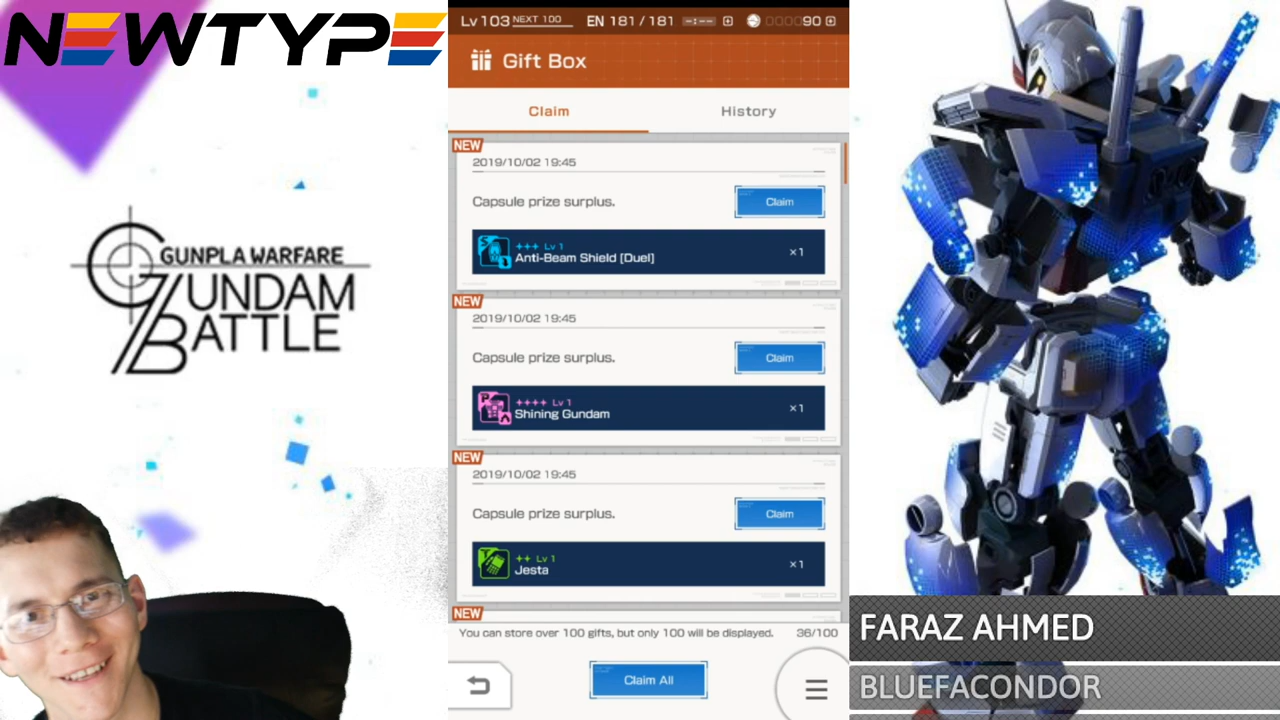 NEWTYPE
GUNPLA WARFARE
GUNDAM
BATTLE
Lv 103 NEXT 100 EN 181 / 181 --:-- 000090
Gift Box
Claim History
NEW
2019/10/02 19:45
Capsule prize surplus.
Claim
S +++ Lv 1
Anti-Beam Shield [Duel] ×1
NEW
2019/10/02 19:45
Capsule prize surplus.
Claim
P ++++ Lv 1
Shining Gundam ×1
NEW
2019/10/02 19:45
Capsule prize surplus.
Claim
T ++ Lv 1
Jesta ×1
NEW
You can store over 100 gifts, but only 100 will be displayed. 36/100
Claim All
FARAZ AHMED
BLUEFACONDOR